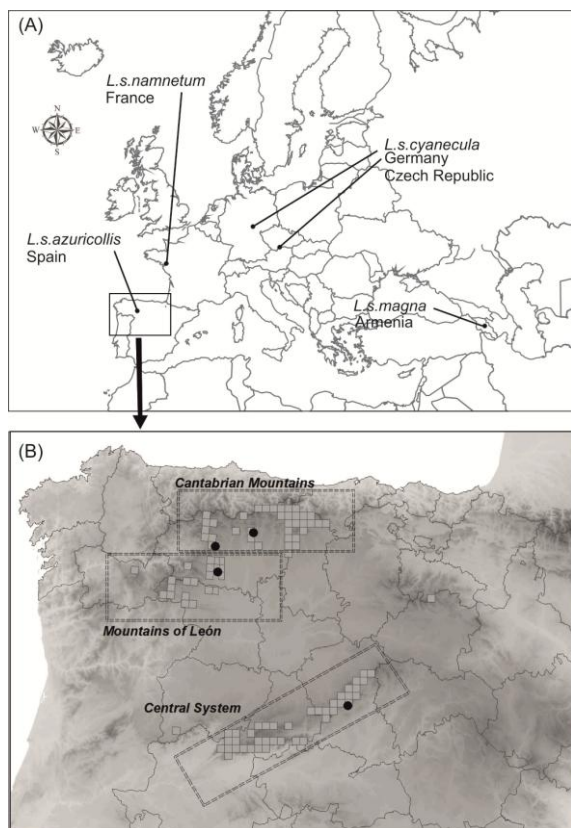 (A)
L.s.namnetum
France
N
W E
S
L.s.cyanecula
Germany
Czech Republic
L.s.azuricollis
Spain
L.s.magna
Armenia
(B)
Cantabrian Mountains
Mountains of León
Central System